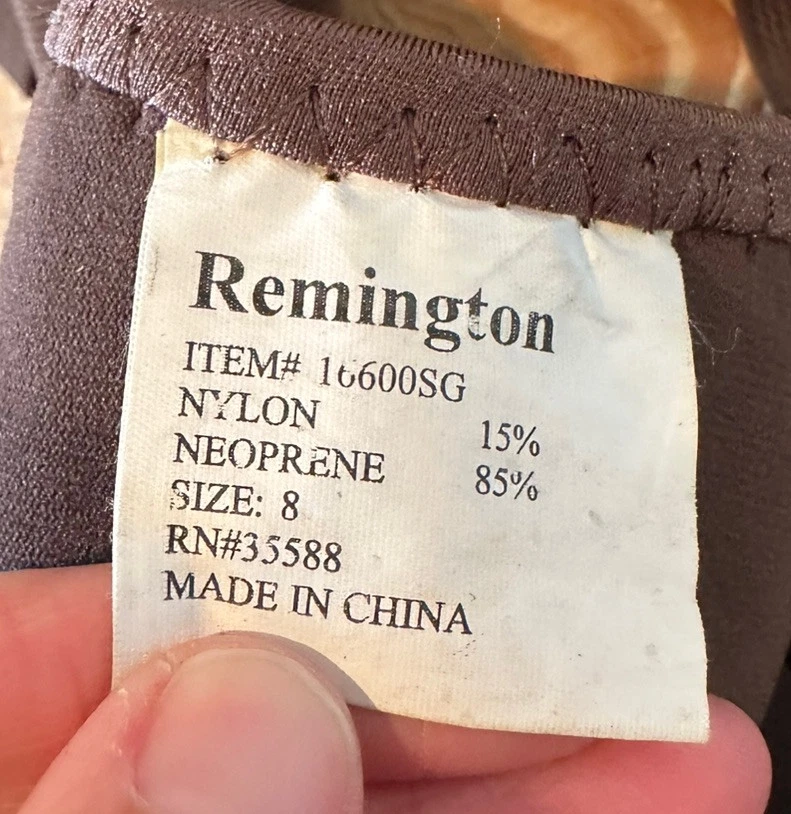 Remington
ITEM# 16600SG
NYLON 15%
NEOPRENE 85%
SIZE: 8
RN#35588
MADE IN CHINA